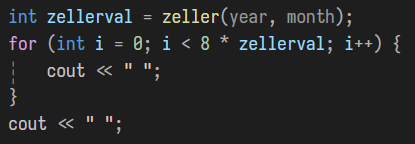 int zellerval = zeller(year, month);
for (int i = 0; i < 8 * zellerval; i++) {
    cout << " ";
}
cout << " ";